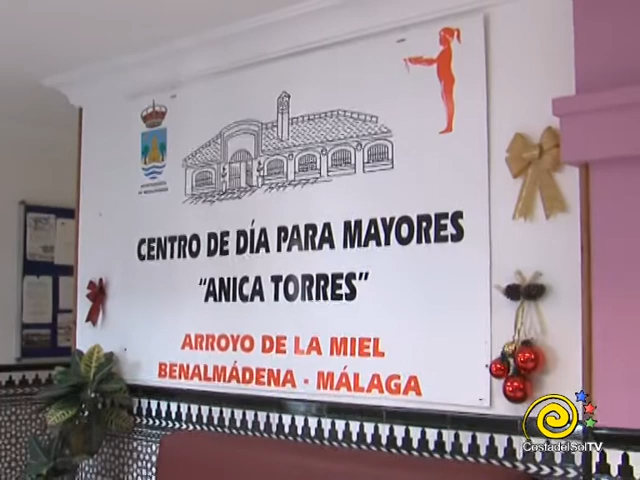 CENTRO DE DÍA PARA MAYORES
"ANICA TORRES"
ARROYO DE LA MIEL
BENALMÁDENA - MÁLAGA
CostadelSolTV